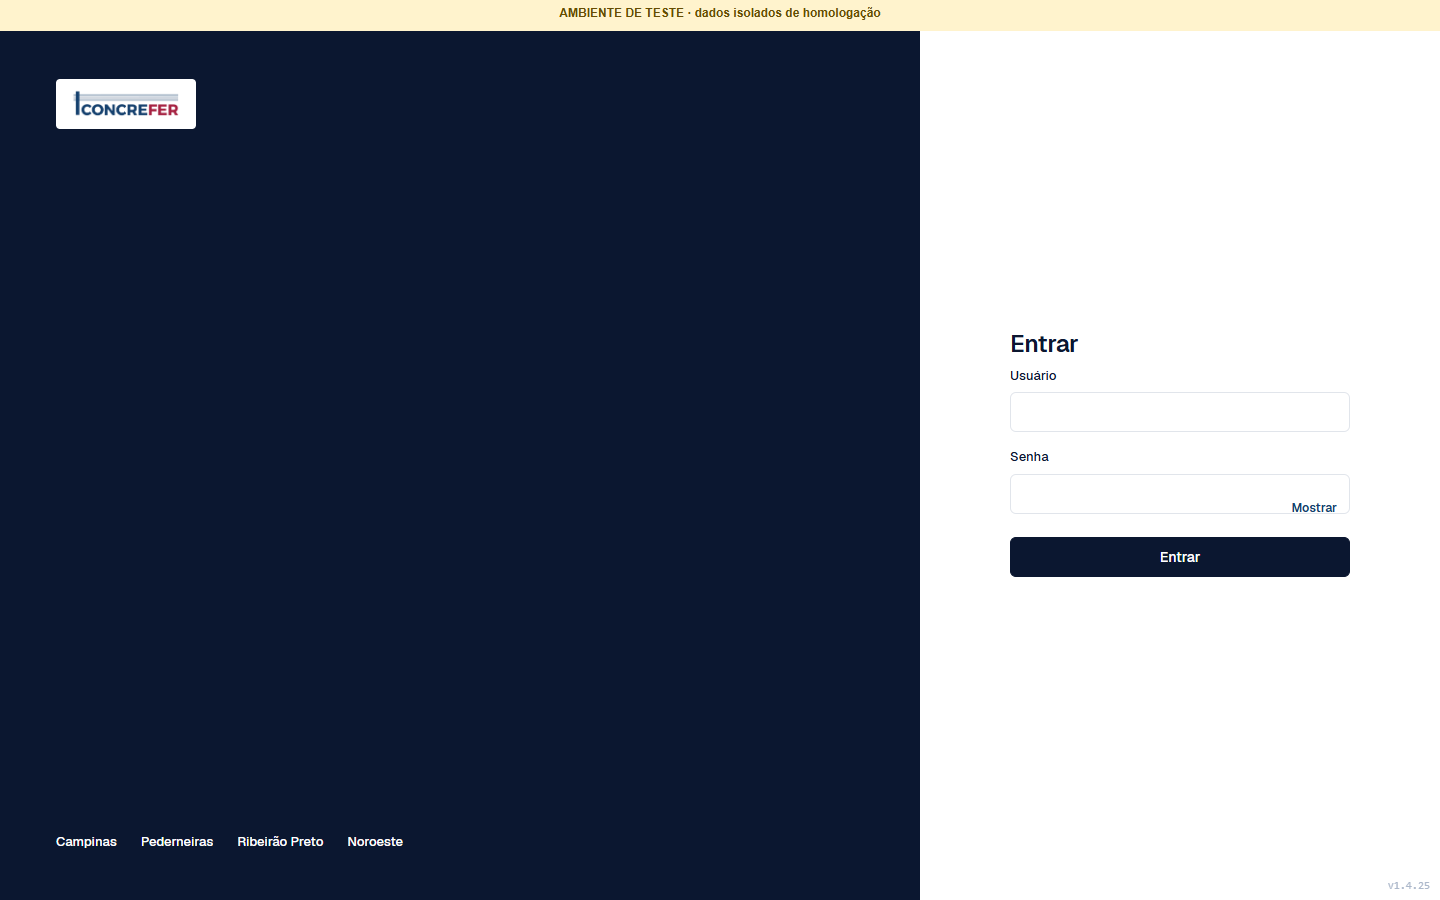 AMBIENTE DE TESTE · dados isolados de homologação
CONCREFER
Entrar
Usuário
Senha
Mostrar
Entrar
Campinas Pederneiras Ribeirão Preto Noroeste
v1.4.25